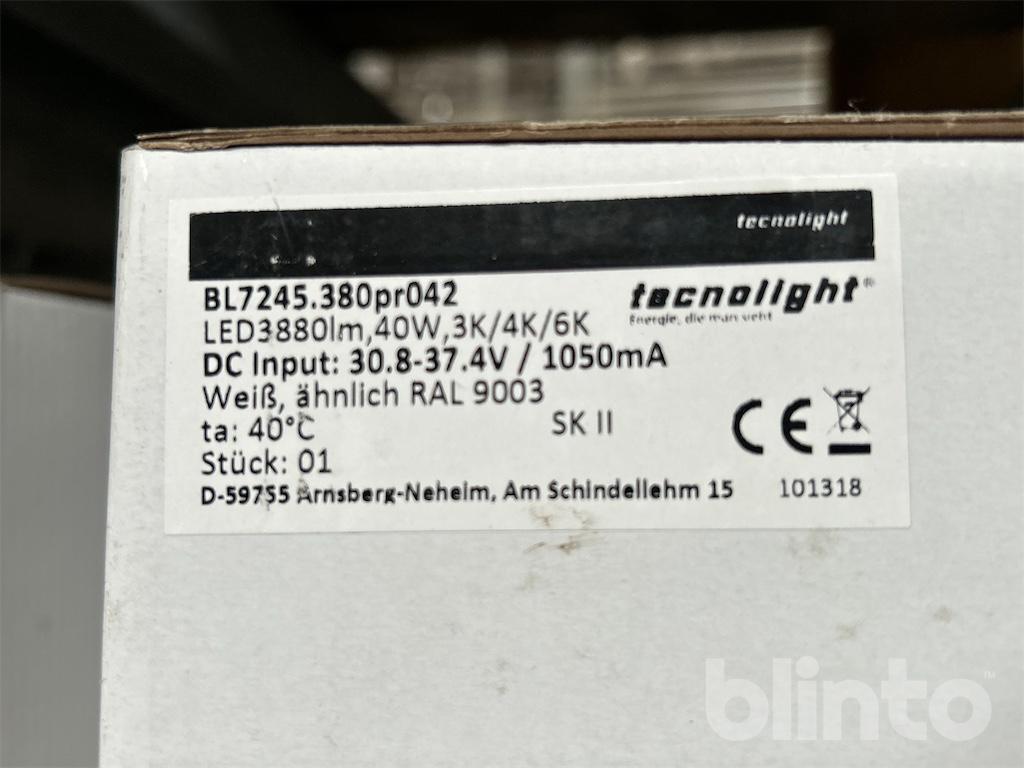 tecnolight
BL7245.380pr042
tecnolight®
LED3880lm,40W,3K/4K/6K
Energie, die man sieht
DC Input: 30.8-37.4V / 1050mA
Weiß, ähnlich RAL 9003
ta: 40°C SK II
CE
Stück: 01
D-59755 Arnsberg-Neheim, Am Schindellehm 15 101318
blinto™